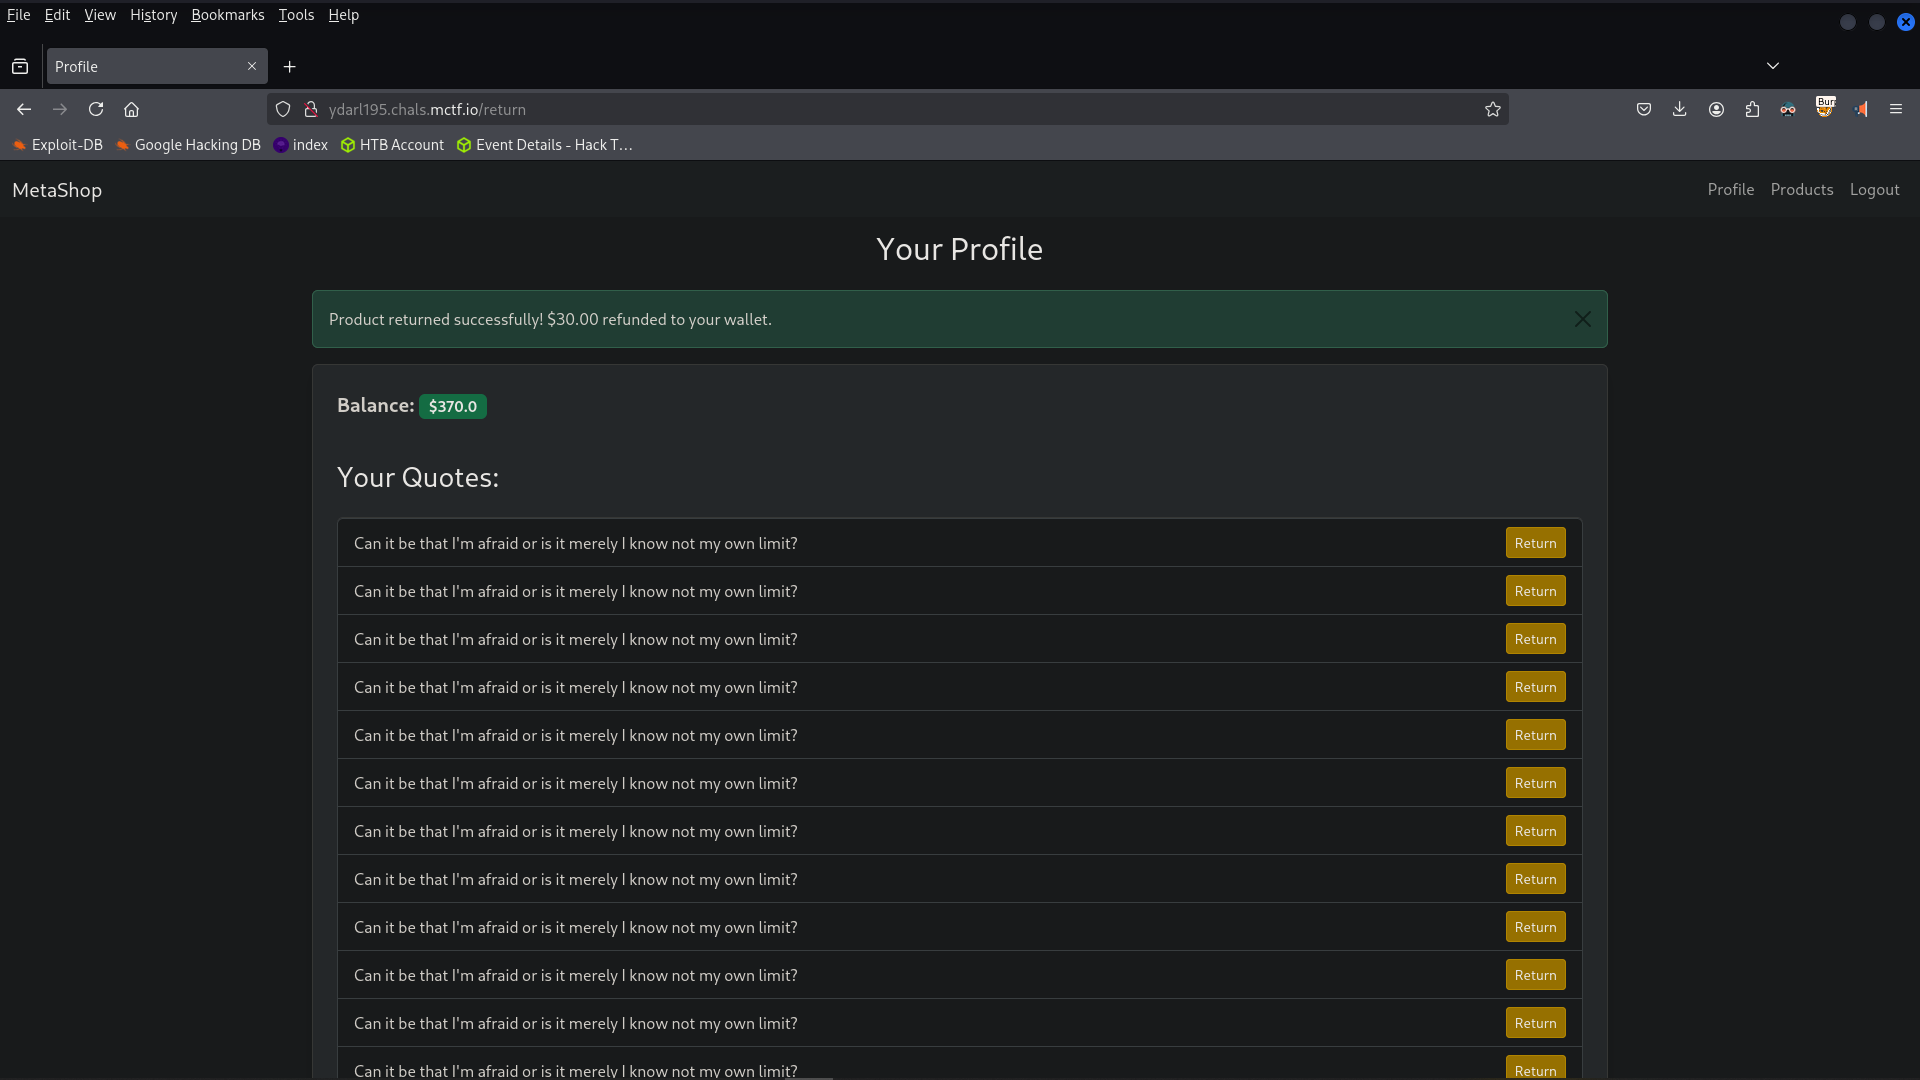 File Edit View History Bookmarks Tools Help
Profile
ydarl195.chals.mctf.io/return
Exploit-DB Google Hacking DB index HTB Account Event Details - Hack T...
MetaShop Profile Products Logout
Your Profile
Product returned successfully! $30.00 refunded to your wallet.
Balance: $370.0
Your Quotes:
Can it be that I'm afraid or is it merely I know not my own limit? Return
Can it be that I'm afraid or is it merely I know not my own limit? Return
Can it be that I'm afraid or is it merely I know not my own limit? Return
Can it be that I'm afraid or is it merely I know not my own limit? Return
Can it be that I'm afraid or is it merely I know not my own limit? Return
Can it be that I'm afraid or is it merely I know not my own limit? Return
Can it be that I'm afraid or is it merely I know not my own limit? Return
Can it be that I'm afraid or is it merely I know not my own limit? Return
Can it be that I'm afraid or is it merely I know not my own limit? Return
Can it be that I'm afraid or is it merely I know not my own limit? Return
Can it be that I'm afraid or is it merely I know not my own limit? Return
Can it be that I'm afraid or is it merely I know not my own limit? Return